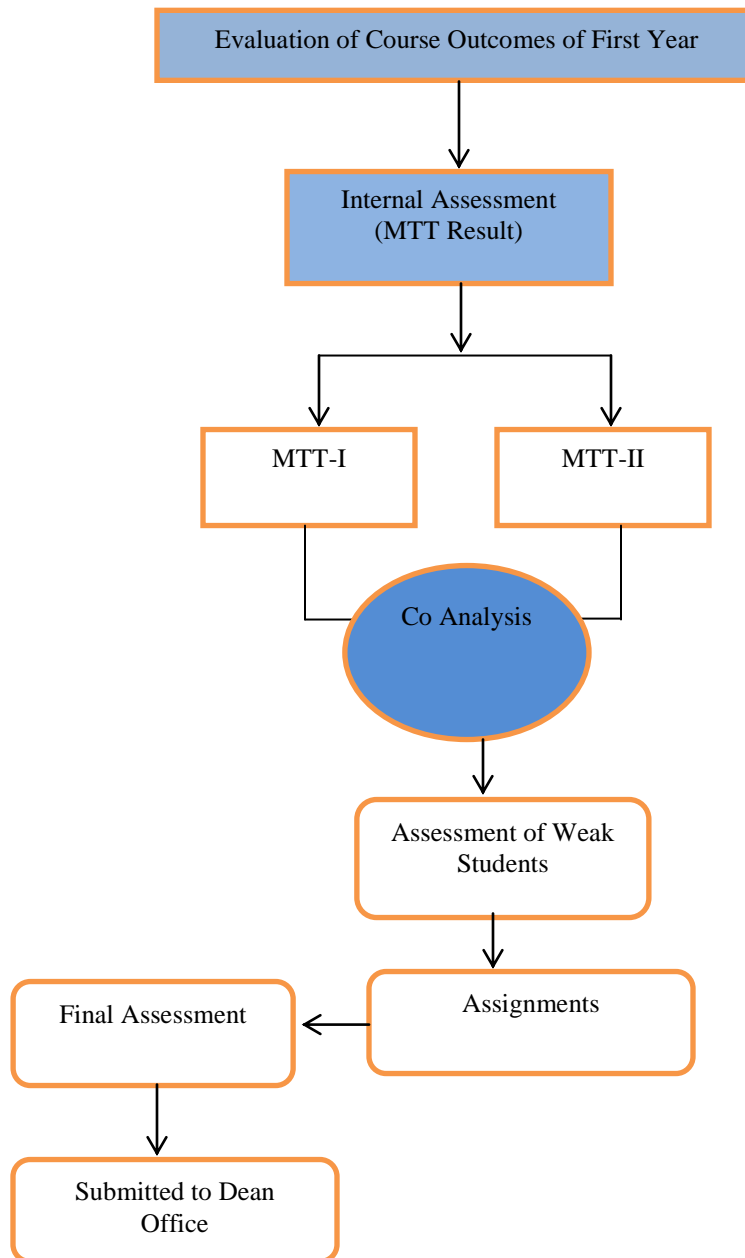 Evaluation of Course Outcomes of First Year
Internal Assessment
(MTT Result)
MTT-I
MTT-II
Co Analysis
Assessment of Weak
Students
Assignments
Final Assessment
Submitted to Dean
Office